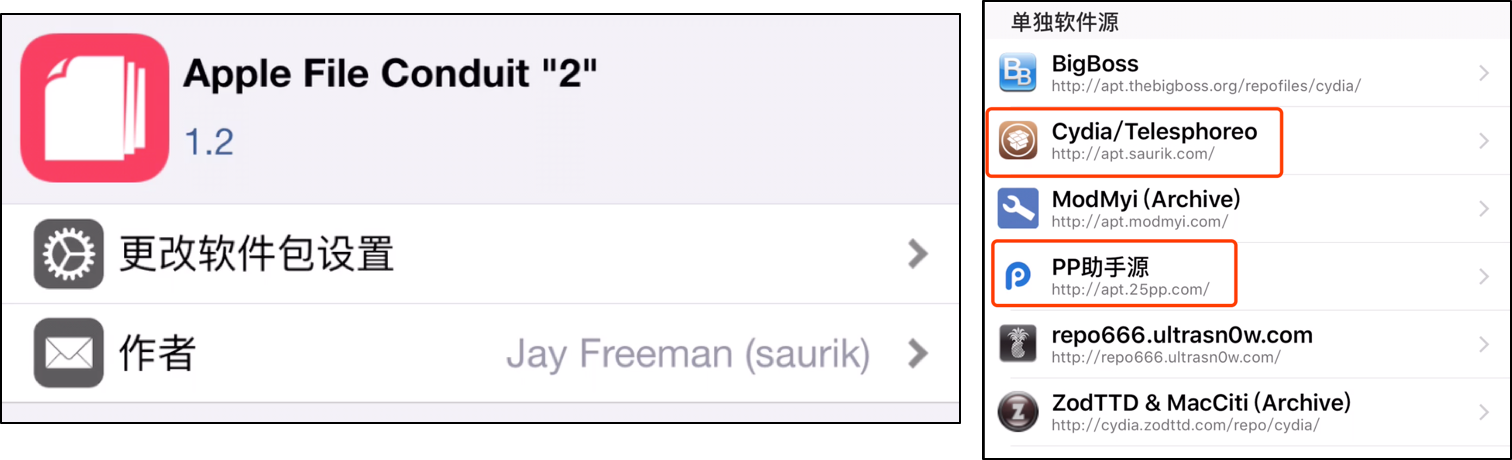 Apple File Conduit "2"
1.2
更改软件包设置
作者 Jay Freeman (saurik)
单独软件源
BB
BigBoss
http://apt.thebigboss.org/repofiles/cydia/
Cydia/Telesphoreo
http://apt.saurik.com/
ModMyi (Archive)
http://apt.modmyi.com/
PP助手源
http://apt.25pp.com/
repo666.ultrasn0w.com
http://repo666.ultrasn0w.com/
Z
ZodTTD & MacCiti (Archive)
http://cydia.zodttd.com/repo/cydia/